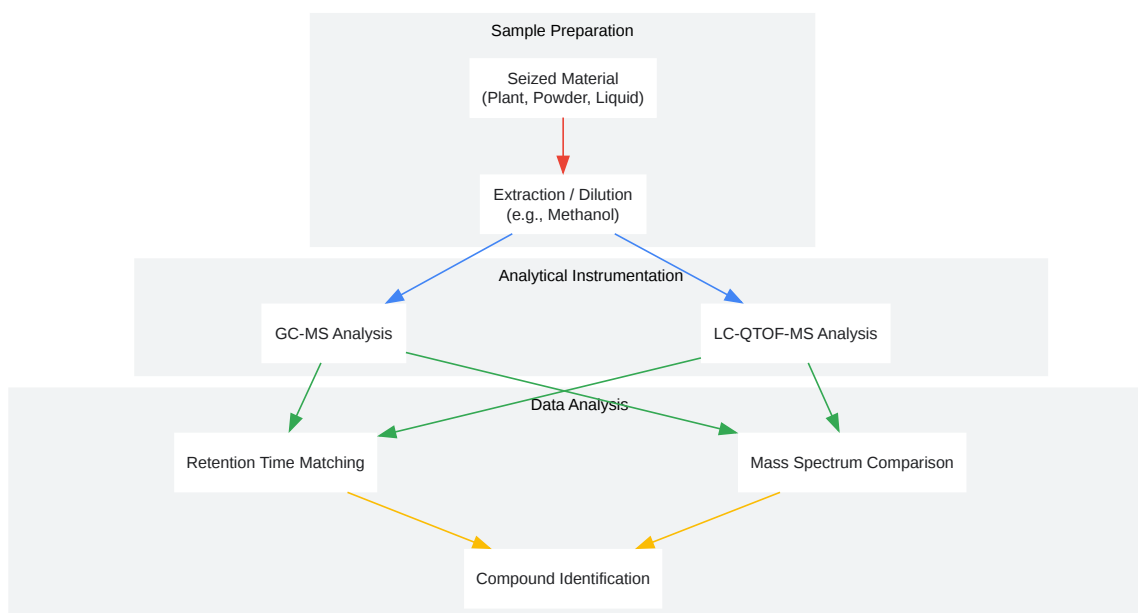 Sample Preparation
Seized Material
(Plant, Powder, Liquid)
Extraction / Dilution
(e.g., Methanol)
Analytical Instrumentation
GC-MS Analysis
LC-QTOF-MS Analysis
Data Analysis
Retention Time Matching
Mass Spectrum Comparison
Compound Identification